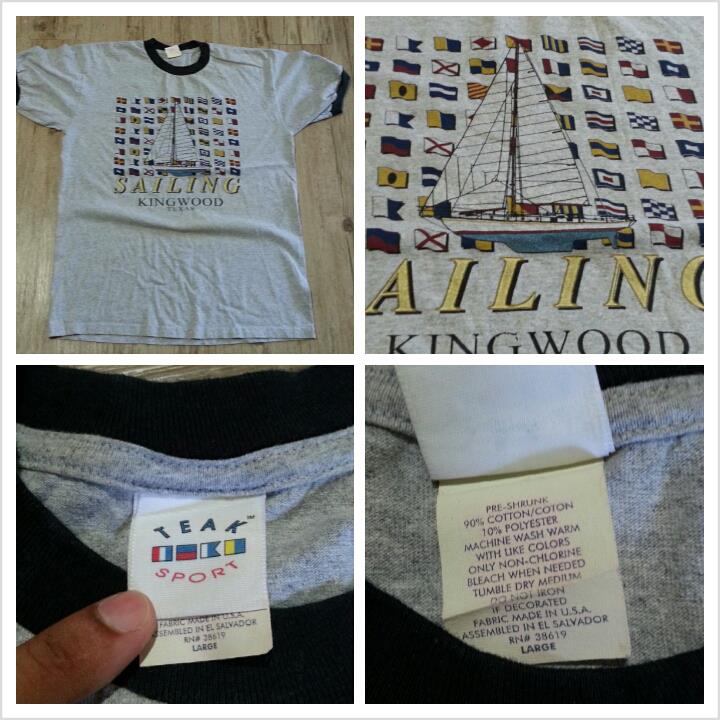 SAILING
KINGWOOD
TEXAS
AILING
KINGWOOD
TEAK™
SPORT
FABRIC MADE IN U.S.A.
ASSEMBLED IN EL SALVADOR
RN# 38619
LARGE
PRE-SHRUNK
90% COTTON/COTON
10% POLYESTER
MACHINE WASH WARM
WITH LIKE COLORS
ONLY NON-CHLORINE
BLEACH WHEN NEEDED
TUMBLE DRY MEDIUM
DO NOT IRON
IF DECORATED
FABRIC MADE IN U.S.A.
ASSEMBLED IN EL SALVADOR
RN# 38619
LARGE